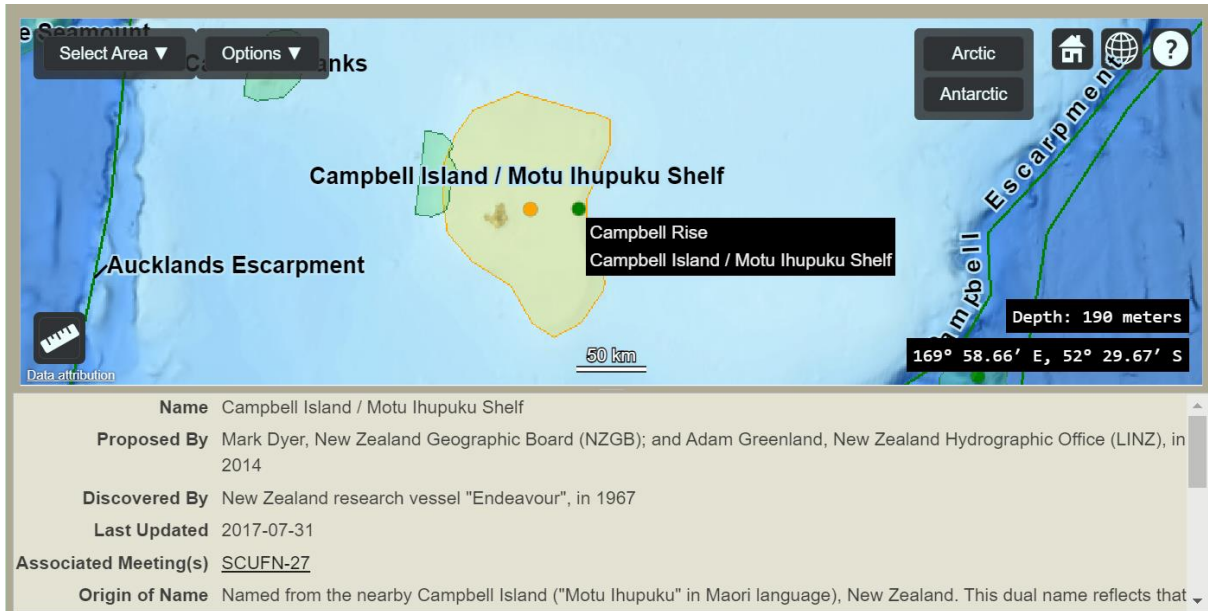 e Seamount
Select Area ▼
Options ▼
anks
Arctic
Antarctic
?
Campbell Island / Motu Ihupuku Shelf
Campbell Escarpment
Campbell Rise
Campbell Island / Motu Ihupuku Shelf
Aucklands Escarpment
Depth: 190 meters
50 km
169° 58.66′ E, 52° 29.67′ S
Data attribution
Name Campbell Island / Motu Ihupuku Shelf
Proposed By Mark Dyer, New Zealand Geographic Board (NZGB); and Adam Greenland, New Zealand Hydrographic Office (LINZ), in
2014
Discovered By New Zealand research vessel "Endeavour", in 1967
Last Updated 2017-07-31
Associated Meeting(s) SCUFN-27
Origin of Name Named from the nearby Campbell Island ("Motu Ihupuku" in Maori language), New Zealand. This dual name reflects that